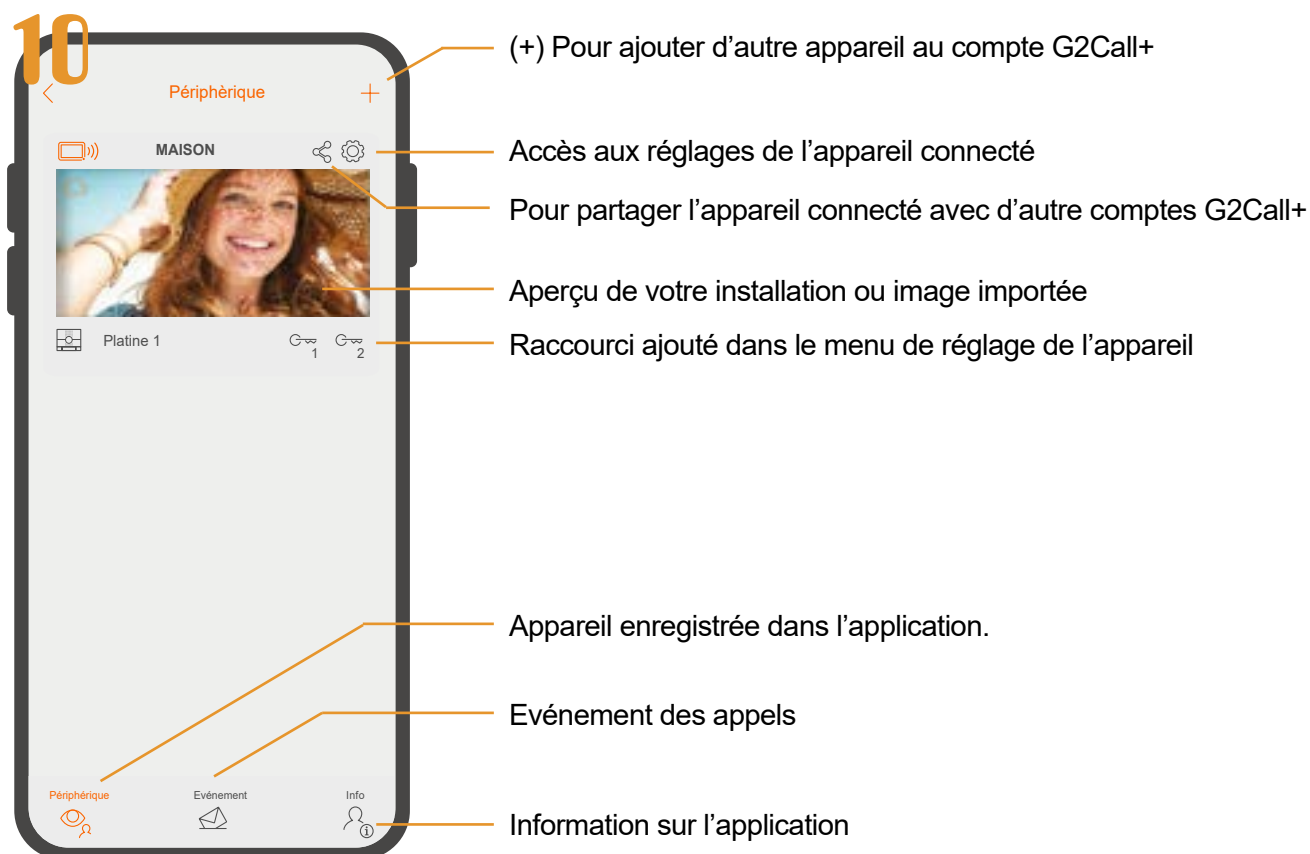 10
(+) Pour ajouter d’autre appareil au compte G2Call+
Périphèrique
MAISON
Accès aux réglages de l’appareil connecté
Pour partager l’appareil connecté avec d’autre comptes G2Call+
Aperçu de votre installation ou image importée
Platine 1
1
2
Raccourci ajouté dans le menu de réglage de l’appareil
Appareil enregistrée dans l’application.
Evénement des appels
Périphérique
Evénement
Info
Information sur l’application